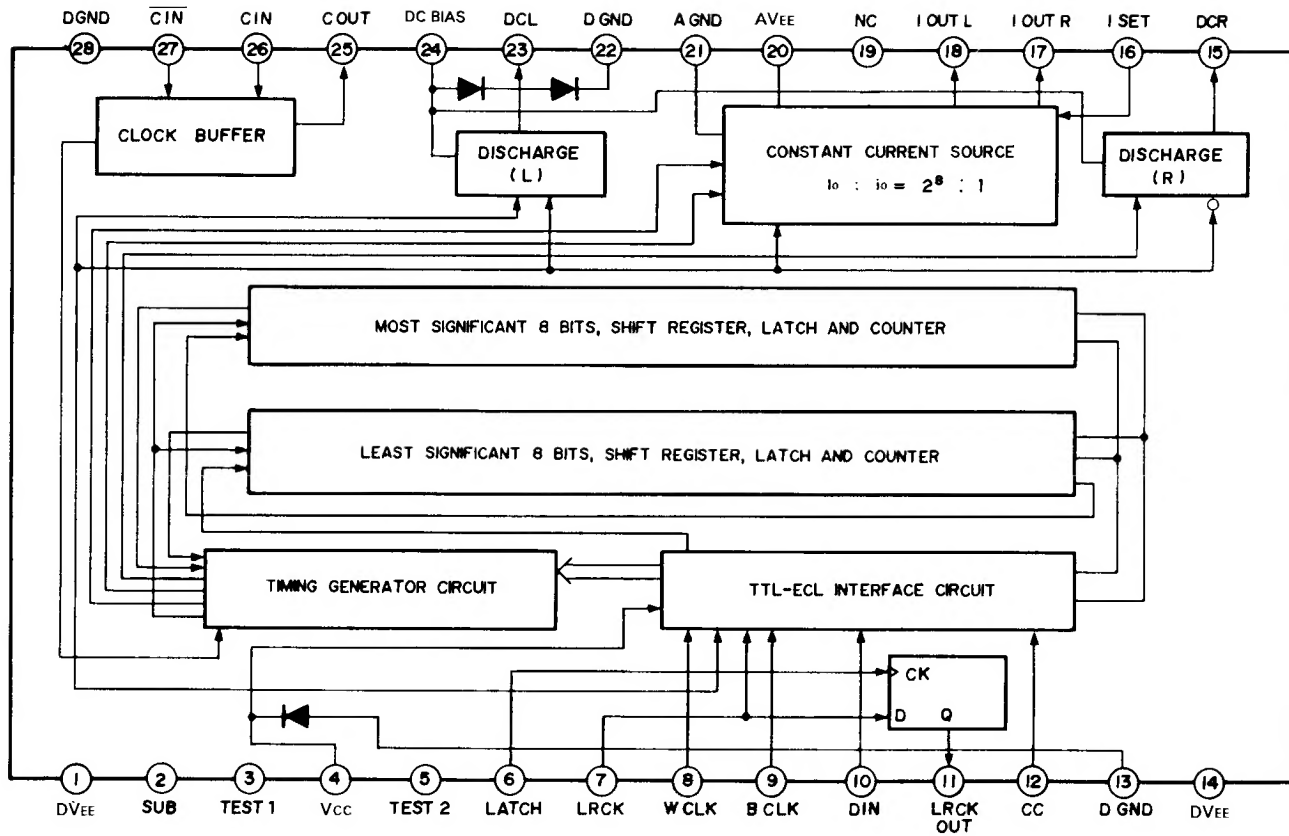 DGND C̅I̅N̅ CIN C OUT DC BIAS DCL D GND A GND AVEE NC I OUT L I OUT R I SET DCR
28 27 26 25 24 23 22 21 20 19 18 17 16 15
CLOCK BUFFER
DISCHARGE
(L)
CONSTANT CURRENT SOURCE
Io : io = 2⁸ : 1
DISCHARGE
(R)
MOST SIGNIFICANT 8 BITS, SHIFT REGISTER, LATCH AND COUNTER
LEAST SIGNIFICANT 8 BITS, SHIFT REGISTER, LATCH AND COUNTER
TIMING GENERATOR CIRCUIT
TTL-ECL INTERFACE CIRCUIT
CK
D Q
1 2 3 4 5 6 7 8 9 10 11 12 13 14
DVEE SUB TEST 1 VCC TEST 2 LATCH LRCK W CLK B CLK DIN LRCK CC D GND DVEE
OUT